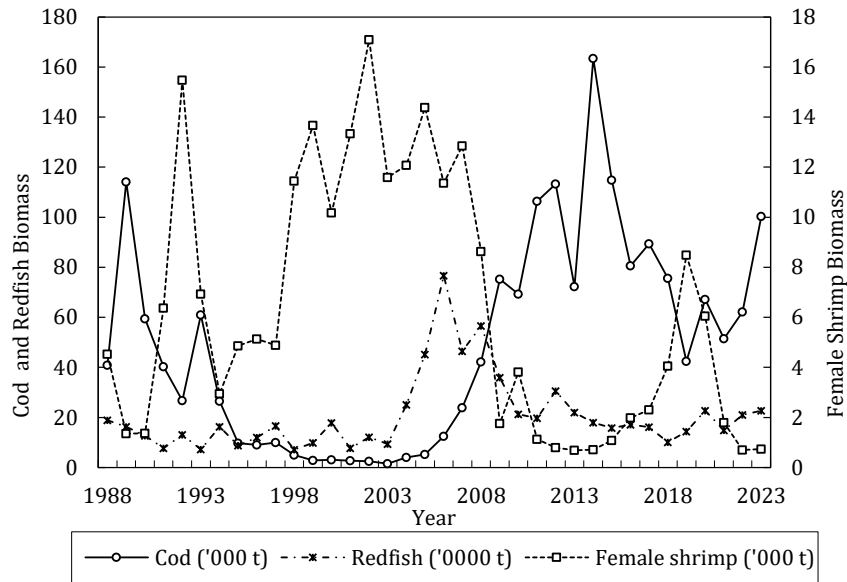 180 18
160 16
140 14
120 12
100 10
80 8
60 6
40 4
20 2
0 0
Cod and Redfish Biomass
Female Shrimp Biomass
1988 1993 1998 2003 2008 2013 2018 2023
Year
Cod ('000 t) Redfish ('0000 t) Female shrimp ('000 t)